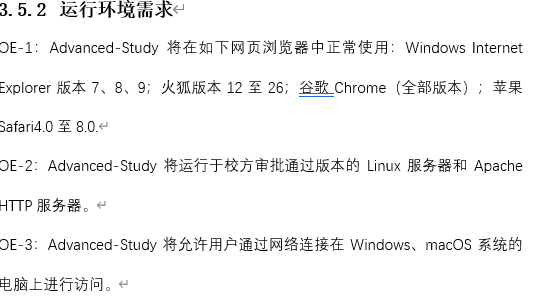 3.5.2 运行环境需求
OE-1：Advanced-Study 将在如下网页浏览器中正常使用：Windows Internet
Explorer 版本 7、8、9；火狐版本 12 至 26；谷歌 Chrome（全部版本）；苹果
Safari4.0 至 8.0.
OE-2：Advanced-Study 将运行于校方审批通过版本的 Linux 服务器和 Apache
HTTP 服务器。
OE-3：Advanced-Study 将允许用户通过网络连接在 Windows、macOS 系统的
电脑上进行访问。